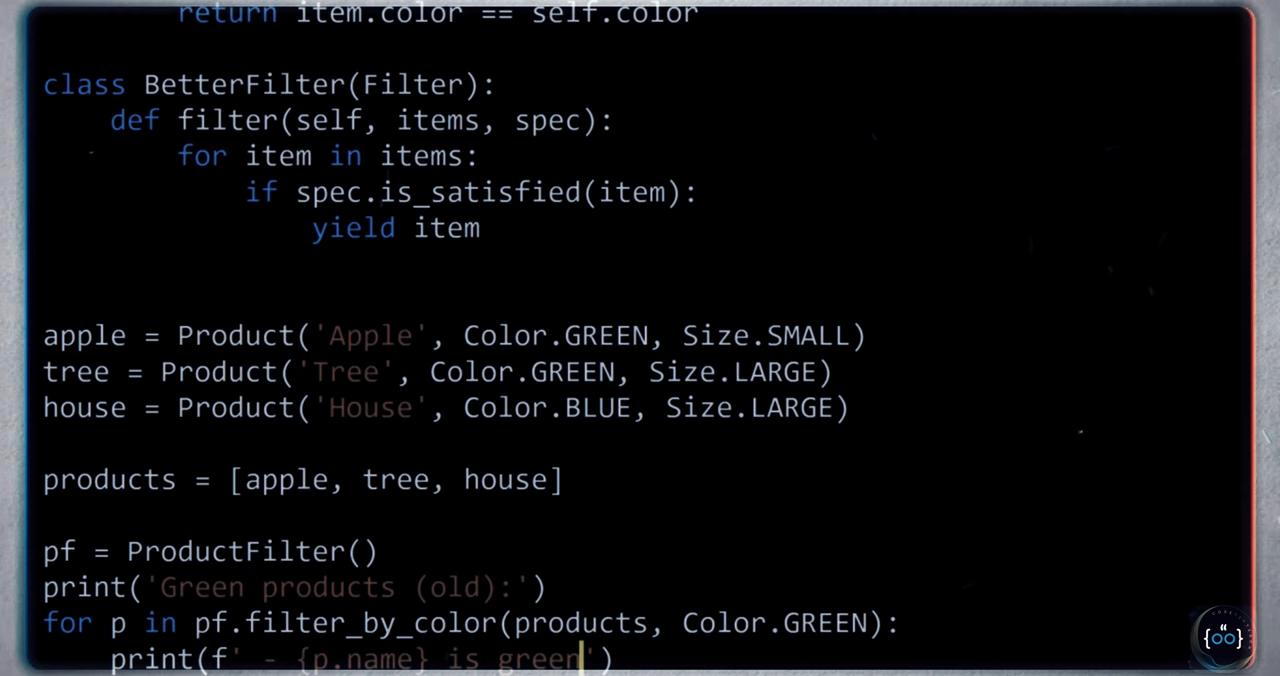 return item.color == self.color
class BetterFilter(Filter):
def filter(self, items, spec):
for item in items:
if spec.is_satisfied(item):
yield item
apple = Product('Apple', Color.GREEN, Size.SMALL)
tree = Product('Tree', Color.GREEN, Size.LARGE)
house = Product('House', Color.BLUE, Size.LARGE)
products = [apple, tree, house]
pf = ProductFilter()
print('Green products (old):')
for p in pf.filter_by_color(products, Color.GREEN):
print(f' - {p.name} is green')